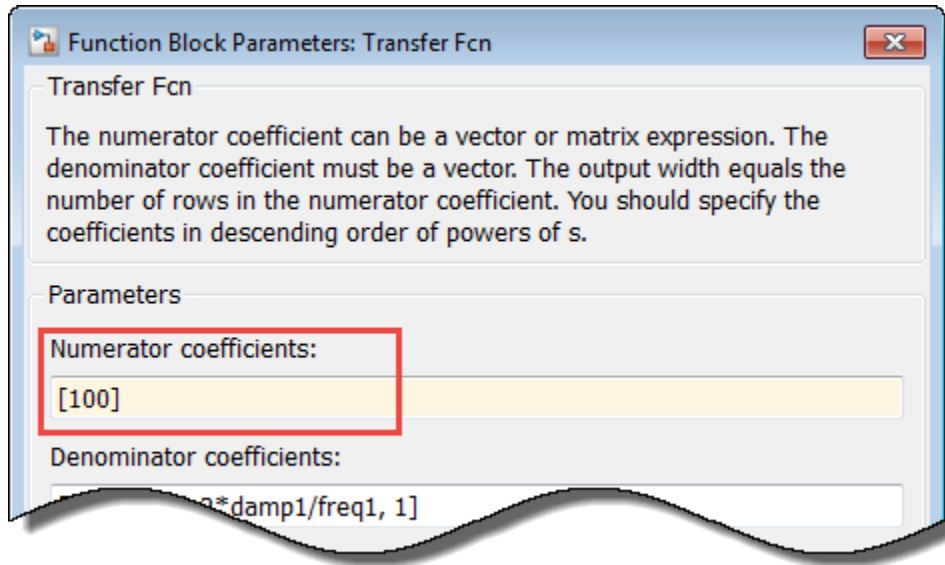 Function Block Parameters: Transfer Fcn
Transfer Fcn
The numerator coefficient can be a vector or matrix expression. The
denominator coefficient must be a vector. The output width equals the
number of rows in the numerator coefficient. You should specify the
coefficients in descending order of powers of s.
Parameters
Numerator coefficients:
[100]
Denominator coefficients:
*damp1/freq1, 1]